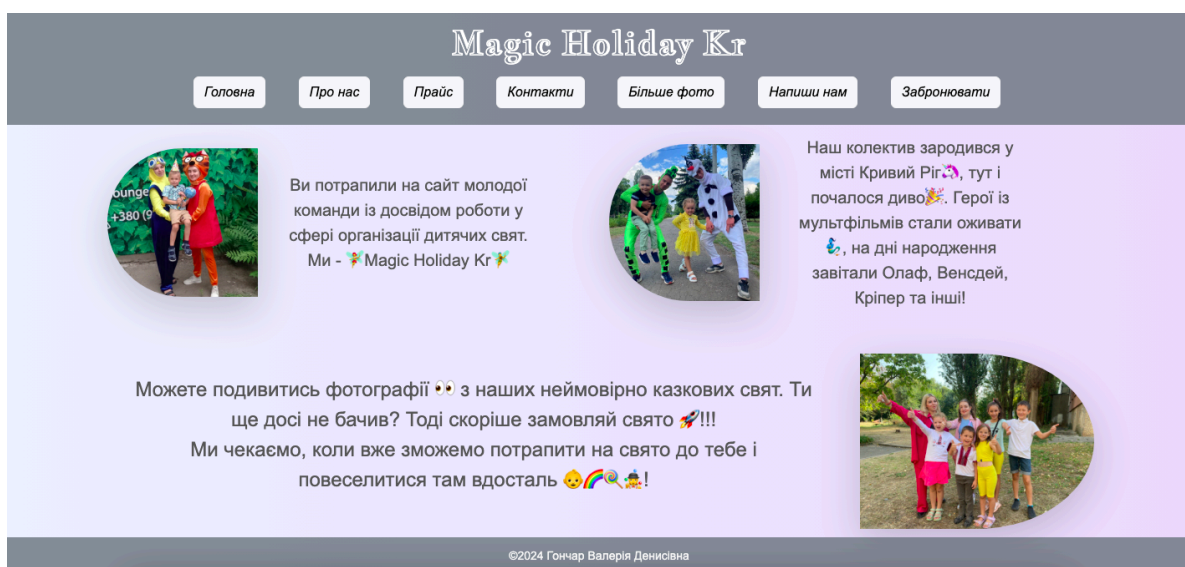 Magic Holiday Kr
Головна Про нас Прайс Контакти Більше фото Напиши нам Забронювати
ounge
+380 (9
Ви потрапили на сайт молодої
команди із досвідом роботи у
сфері організації дитячих свят.
Ми - 🧚Magic Holiday Kr🧚
Наш колектив зародився у
місті Кривий Ріг🦄, тут і
почалося диво🎉. Герої із
мультфільмів стали оживати
🧞‍♂️, на дні народження
завітали Олаф, Венсдей,
Кріпер та інші!
Можете подивитись фотографії 👀 з наших неймовірно казкових свят. Ти
ще досі не бачив? Тоді скоріше замовляй свято 🚀!!!
Ми чекаємо, коли вже зможемо потрапити на свято до тебе і
повеселитися там вдосталь 👶🌈🍭🤹!
©2024 Гончар Валерія Денисівна